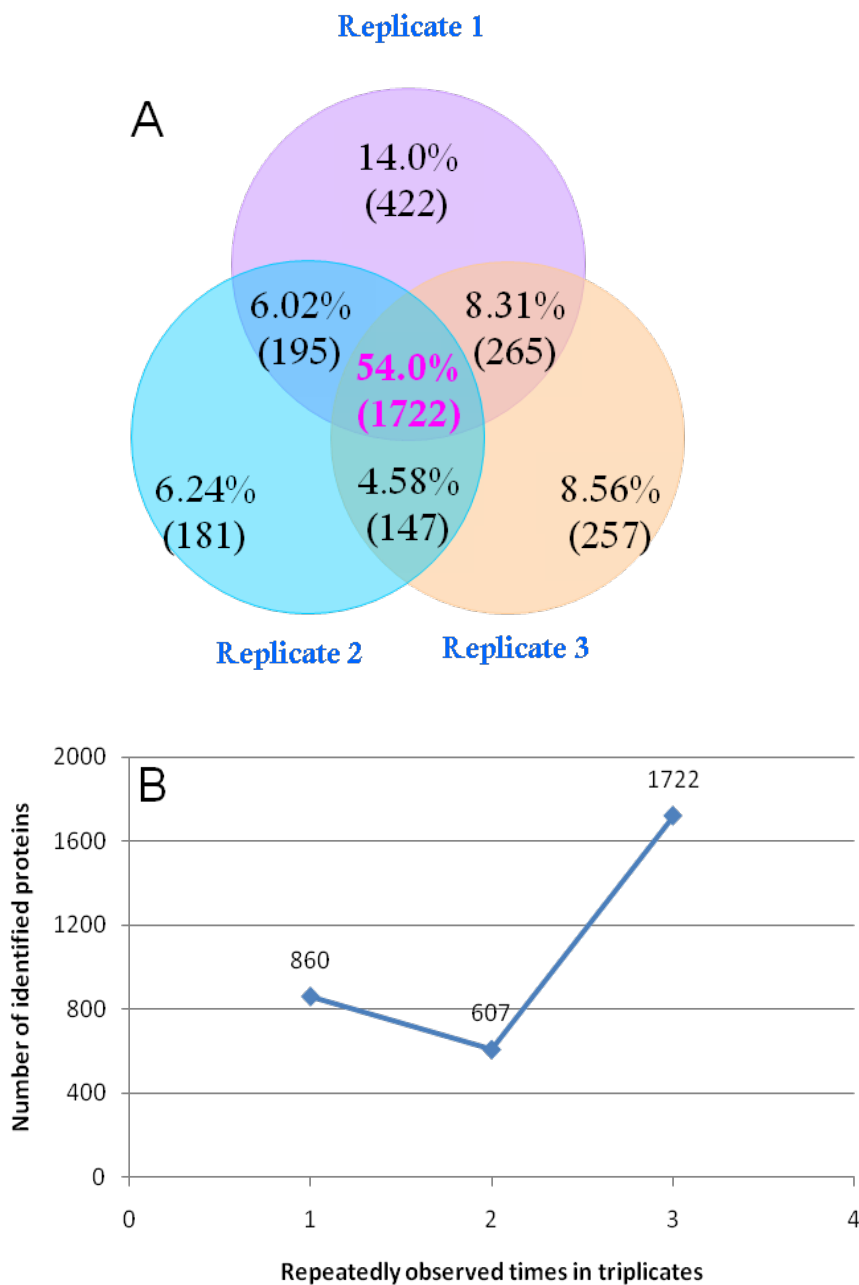 Replicate 1
A
14.0%
(422)
6.02%
(195)
8.31%
(265)
54.0%
(1722)
6.24%
(181)
4.58%
(147)
8.56%
(257)
Replicate 2
Replicate 3
B
Number of identified proteins
2000
1600
1200
800
400
0
860
607
1722
0 1 2 3 4
Repeatedly observed times in triplicates